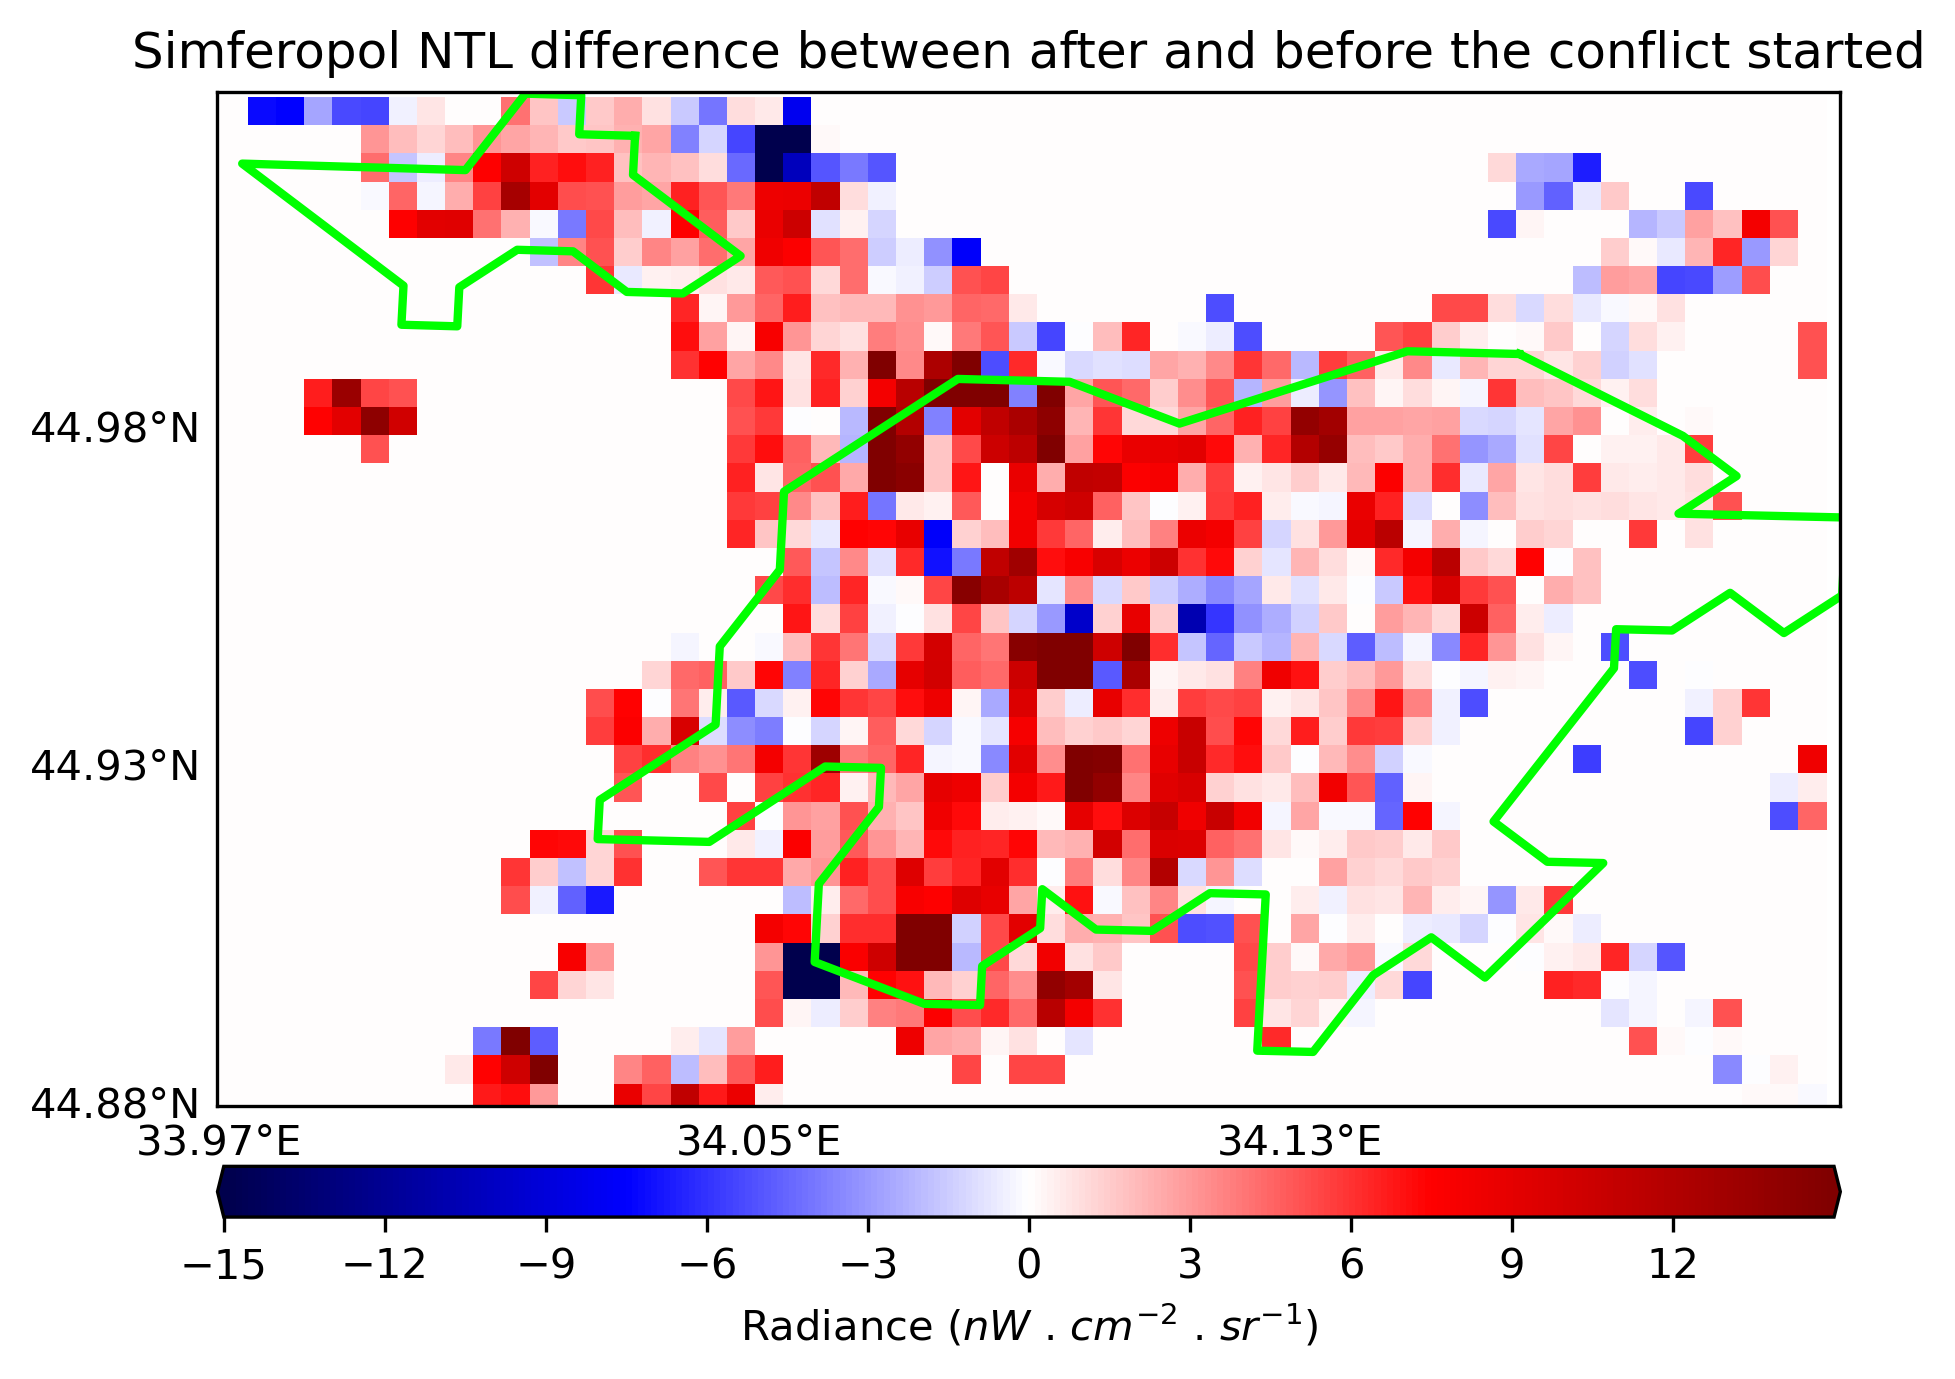 Simferopol NTL difference between after and before the conflict started
44.98°N
44.93°N
44.88°N
33.97°E 34.05°E 34.13°E
−15 −12 −9 −6 −3 0 3 6 9 12
Radiance (nW . cm⁻² . sr⁻¹)